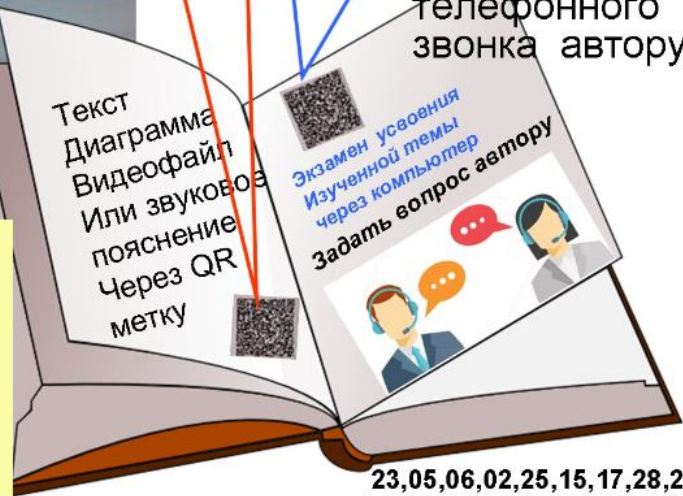 телефонного
звонка автору
Текст
Диаграмма
Видеофайл
Или звуковое
пояснение
Через QR
метку
Экзамен усвоения
Изученной темы
через компьютер
Задать вопрос автору
23,05,06,02,25,15,17,28,2